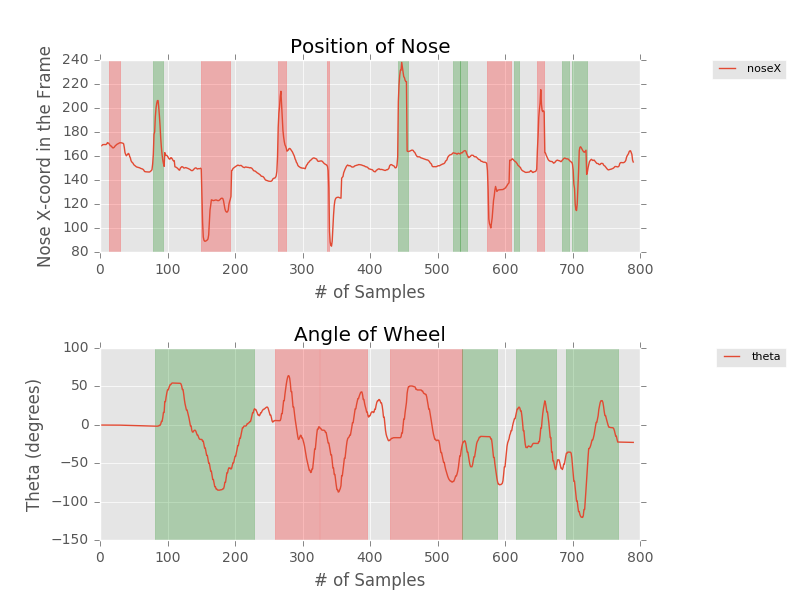 Position of Nose
Nose X-coord in the Frame
240
220
200
180
160
140
120
100
80
0 100 200 300 400 500 600 700 800
# of Samples
noseX
Angle of Wheel
Theta (degrees)
100
50
0
−50
−100
−150
0 100 200 300 400 500 600 700 800
# of Samples
theta